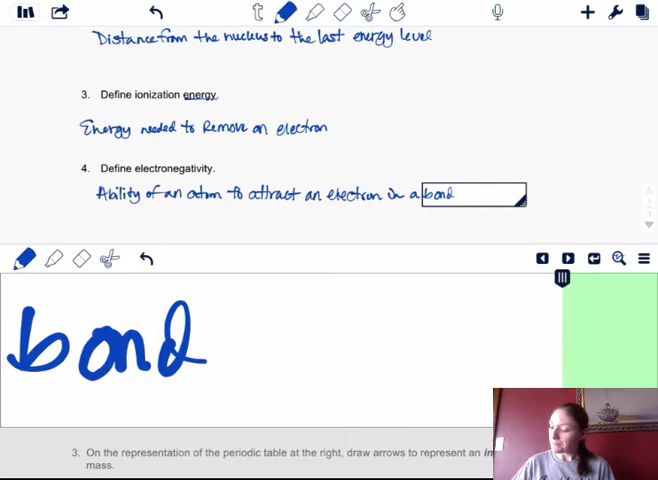 t
Distance from the nucleus to the last energy level
3. Define ionization energy.
Energy needed to Remove an electron
4. Define electronegativity.
Ability of an atom to attract an electron in a bond
bond
3. On the representation of the periodic table at the right, draw arrows to represent an in
mass.